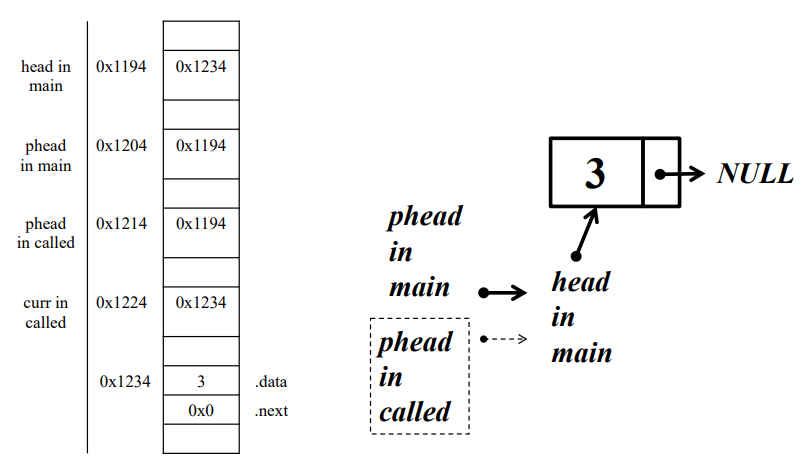 head in
main
0x1194
0x1234
phead
in main
0x1204
0x1194
phead
in called
0x1214
0x1194
curr in
called
0x1224
0x1234
0x1234
3
.data
0x0
.next
3
NULL
phead
in
main
head
in
main
phead
in
called